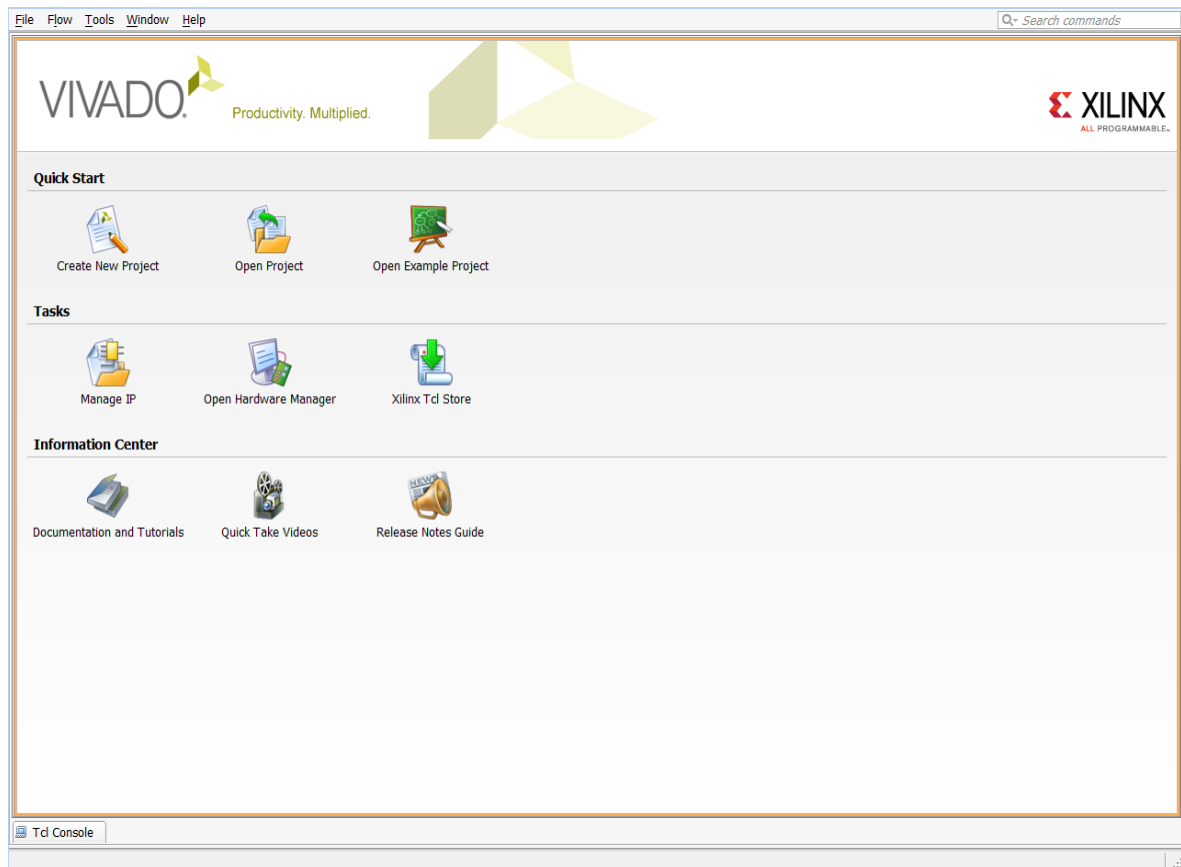 File Flow Tools Window Help
Search commands
VIVADO.
Productivity. Multiplied.
XILINX
ALL PROGRAMMABLE™
Quick Start
Create New Project
Open Project
Open Example Project
Tasks
Manage IP
Open Hardware Manager
Xilinx Tcl Store
Information Center
NEWS
Documentation and Tutorials
Quick Take Videos
Release Notes Guide
Tcl Console